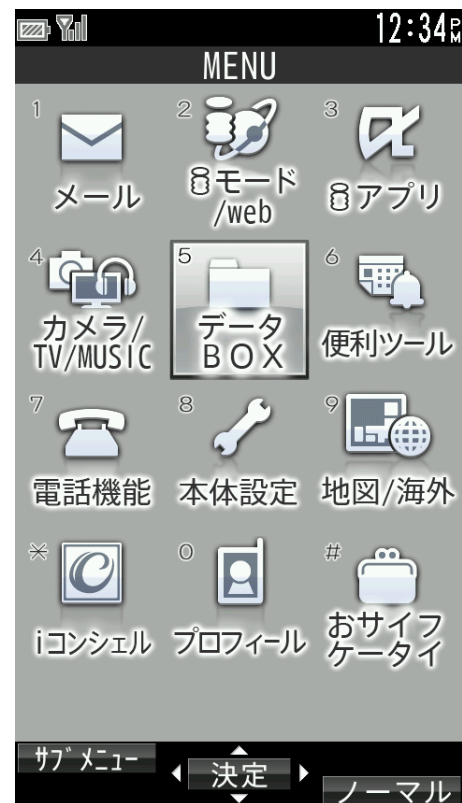 12:34PM
MENU
1
メール
2
iモード
/web
3
iアプリ
4
カメラ/
TV/MUSIC
5
データ
BOX
6
便利ツール
7
電話機能
8
本体設定
9
地図/海外
*
iコンシェル
0
プロフィール
#
おサイフ
ケータイ
サブメニュー
決定
ノーマル